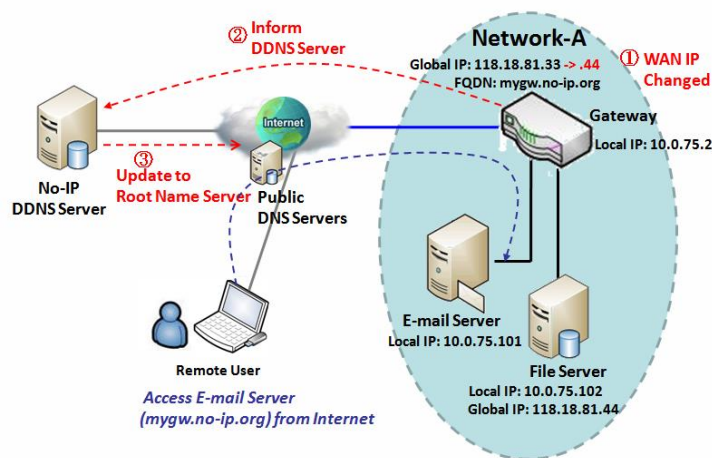 ② Inform
DDNS Server
Network-A
Global IP: 118.18.81.33 -> .44
FQDN: mygw.no-ip.org
① WAN IP
Changed
Internet
Gateway
Local IP: 10.0.75.2
③
Update to
Root Name Server
No-IP
DDNS Server
Public
DNS Servers
E-mail Server
Local IP: 10.0.75.101
Remote User
File Server
Local IP: 10.0.75.102
Global IP: 118.18.81.44
Access E-mail Server
(mygw.no-ip.org) from Internet